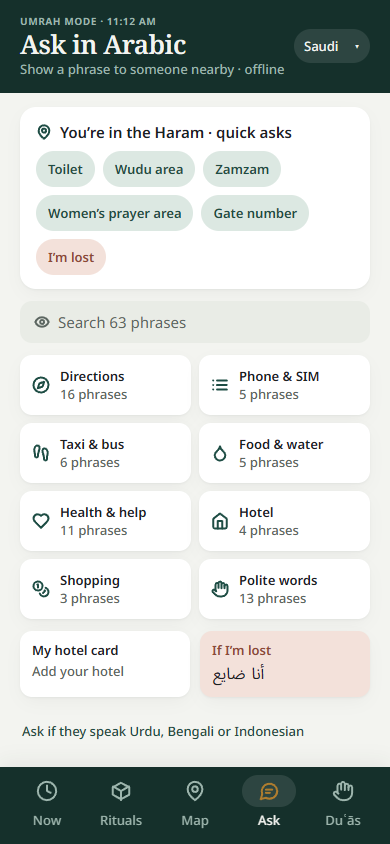 UMRAH MODE · 11:12 AM
Ask in Arabic
Show a phrase to someone nearby · offline
Saudi
You’re in the Haram · quick asks
Toilet
Wudu area
Zamzam
Women’s prayer area
Gate number
I’m lost
Search 63 phrases
Directions
16 phrases
Phone & SIM
5 phrases
Taxi & bus
6 phrases
Food & water
5 phrases
Health & help
11 phrases
Hotel
4 phrases
Shopping
3 phrases
Polite words
13 phrases
My hotel card
Add your hotel
If I’m lost
أنا ضايع
Ask if they speak Urdu, Bengali or Indonesian
Now
Rituals
Map
Ask
Duʿās